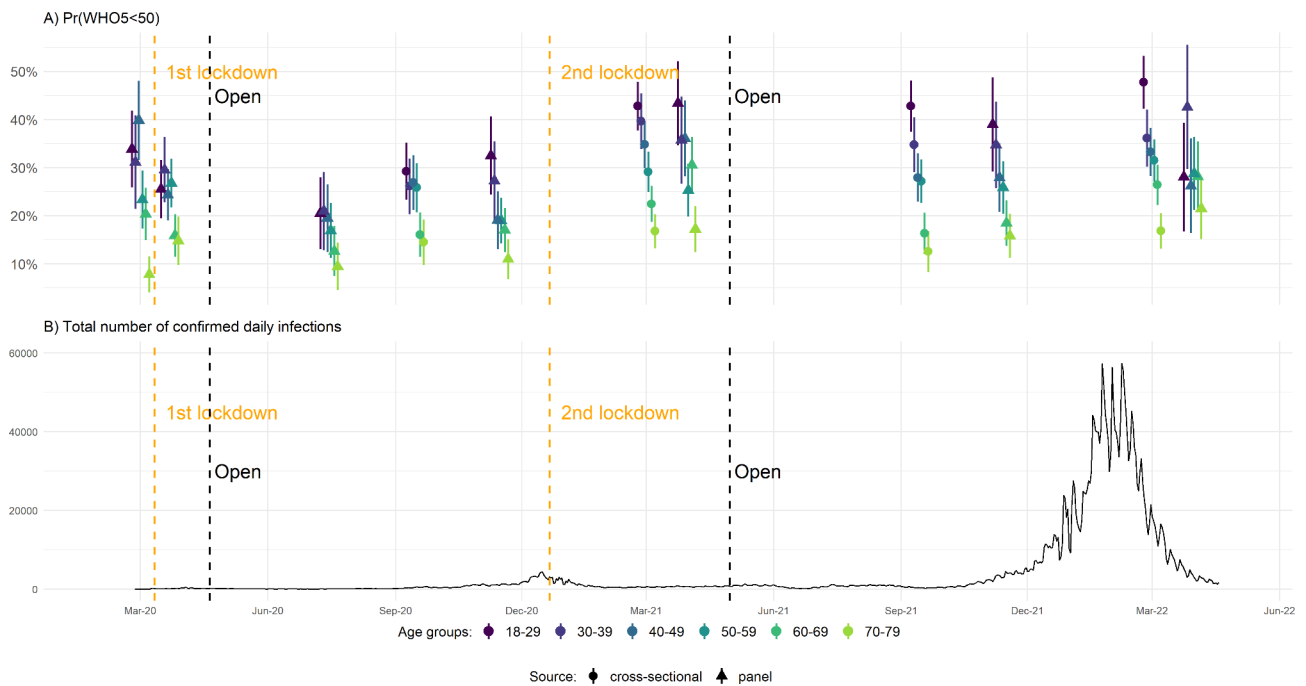 A) Pr(WHO5<50)
50%
40%
30%
20%
10%
1st lockdown
Open
2nd lockdown
Open
B) Total number of confirmed daily infections
60000
40000
20000
0
1st lockdown
Open
2nd lockdown
Open
Mar-20 Jun-20 Sep-20 Dec-20 Mar-21 Jun-21 Sep-21 Dec-21 Mar-22 Jun-22
Age groups: 18-29 30-39 40-49 50-59 60-69 70-79
Source: cross-sectional panel